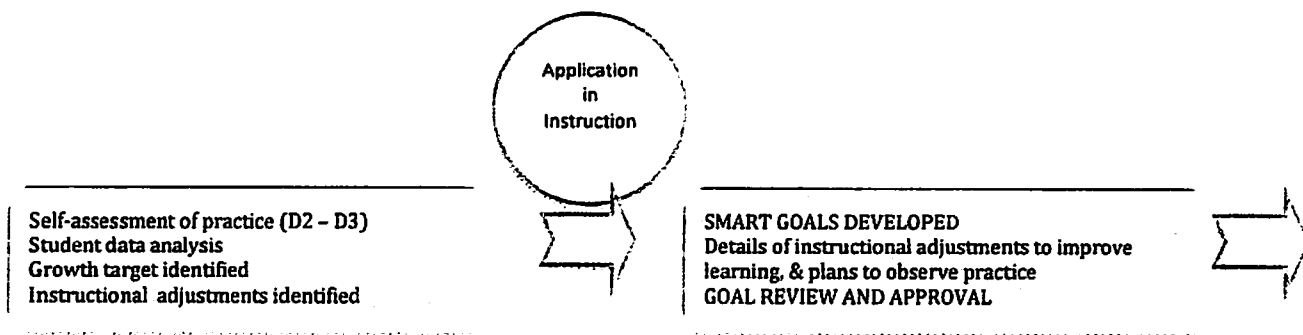 Application
in
Instruction
Self-assessment of practice (D2 – D3)
Student data analysis
Growth target identified
Instructional adjustments identified
SMART GOALS DEVELOPED
Details of instructional adjustments to improve
learning, & plans to observe practice
GOAL REVIEW AND APPROVAL